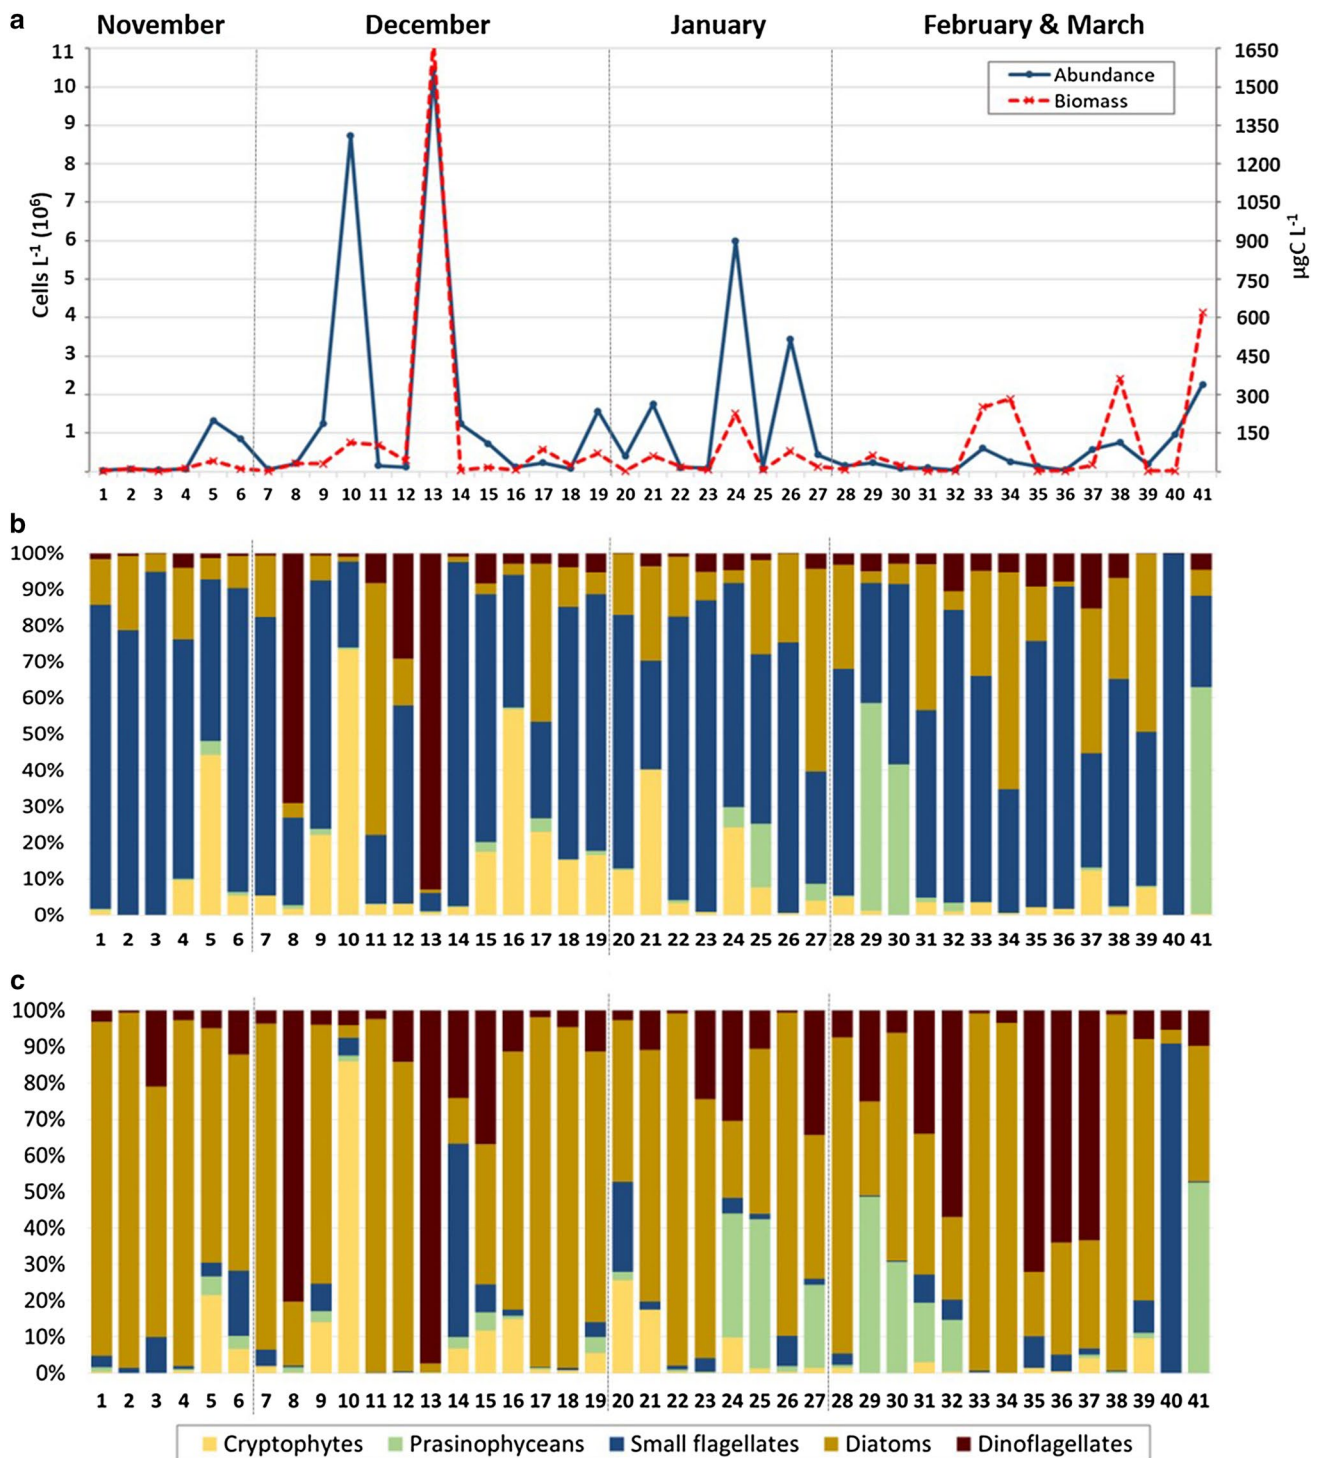 a
November December January February & March
11 1650
10 1500
9 1350
8 1200
7 1050
6 900
5 750
4 600
3 450
2 300
1 150
Cells L-1 (10⁶)
µgC L-1
Abundance
Biomass
1 2 3 4 5 6 7 8 9 10 11 12 13 14 15 16 17 18 19 20 21 22 23 24 25 26 27 28 29 30 31 32 33 34 35 36 37 38 39 40 41
b
100%
90%
80%
70%
60%
50%
40%
30%
20%
10%
0%
1 2 3 4 5 6 7 8 9 10 11 12 13 14 15 16 17 18 19 20 21 22 23 24 25 26 27 28 29 30 31 32 33 34 35 36 37 38 39 40 41
c
100%
90%
80%
70%
60%
50%
40%
30%
20%
10%
0%
1 2 3 4 5 6 7 8 9 10 11 12 13 14 15 16 17 18 19 20 21 22 23 24 25 26 27 28 29 30 31 32 33 34 35 36 37 38 39 40 41
Cryptophytes Prasinophyceans Small flagellates Diatoms Dinoflagellates